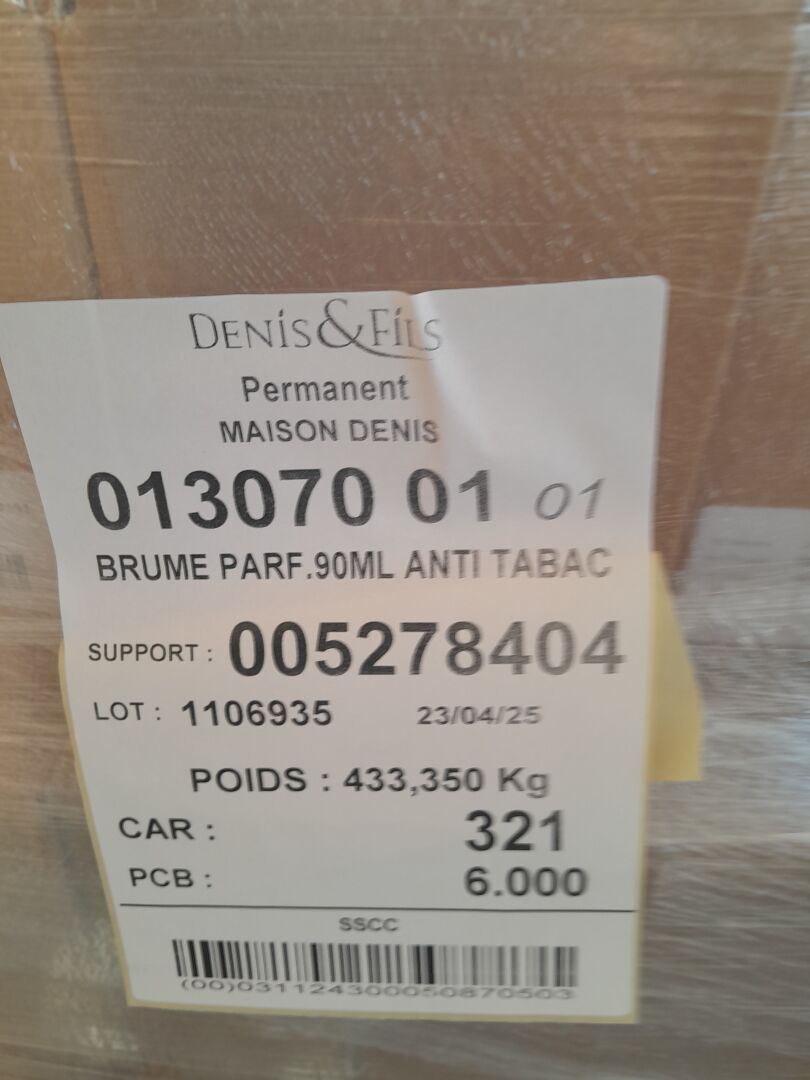 DENIS&FILS
Permanent
MAISON DENIS
013070 01 01
BRUME PARF.90ML ANTI TABAC
SUPPORT : 005278404
LOT : 1106935 23/04/25
POIDS : 433,350 Kg
CAR : 321
PCB : 6.000
SSCC
(00)031124300050870503